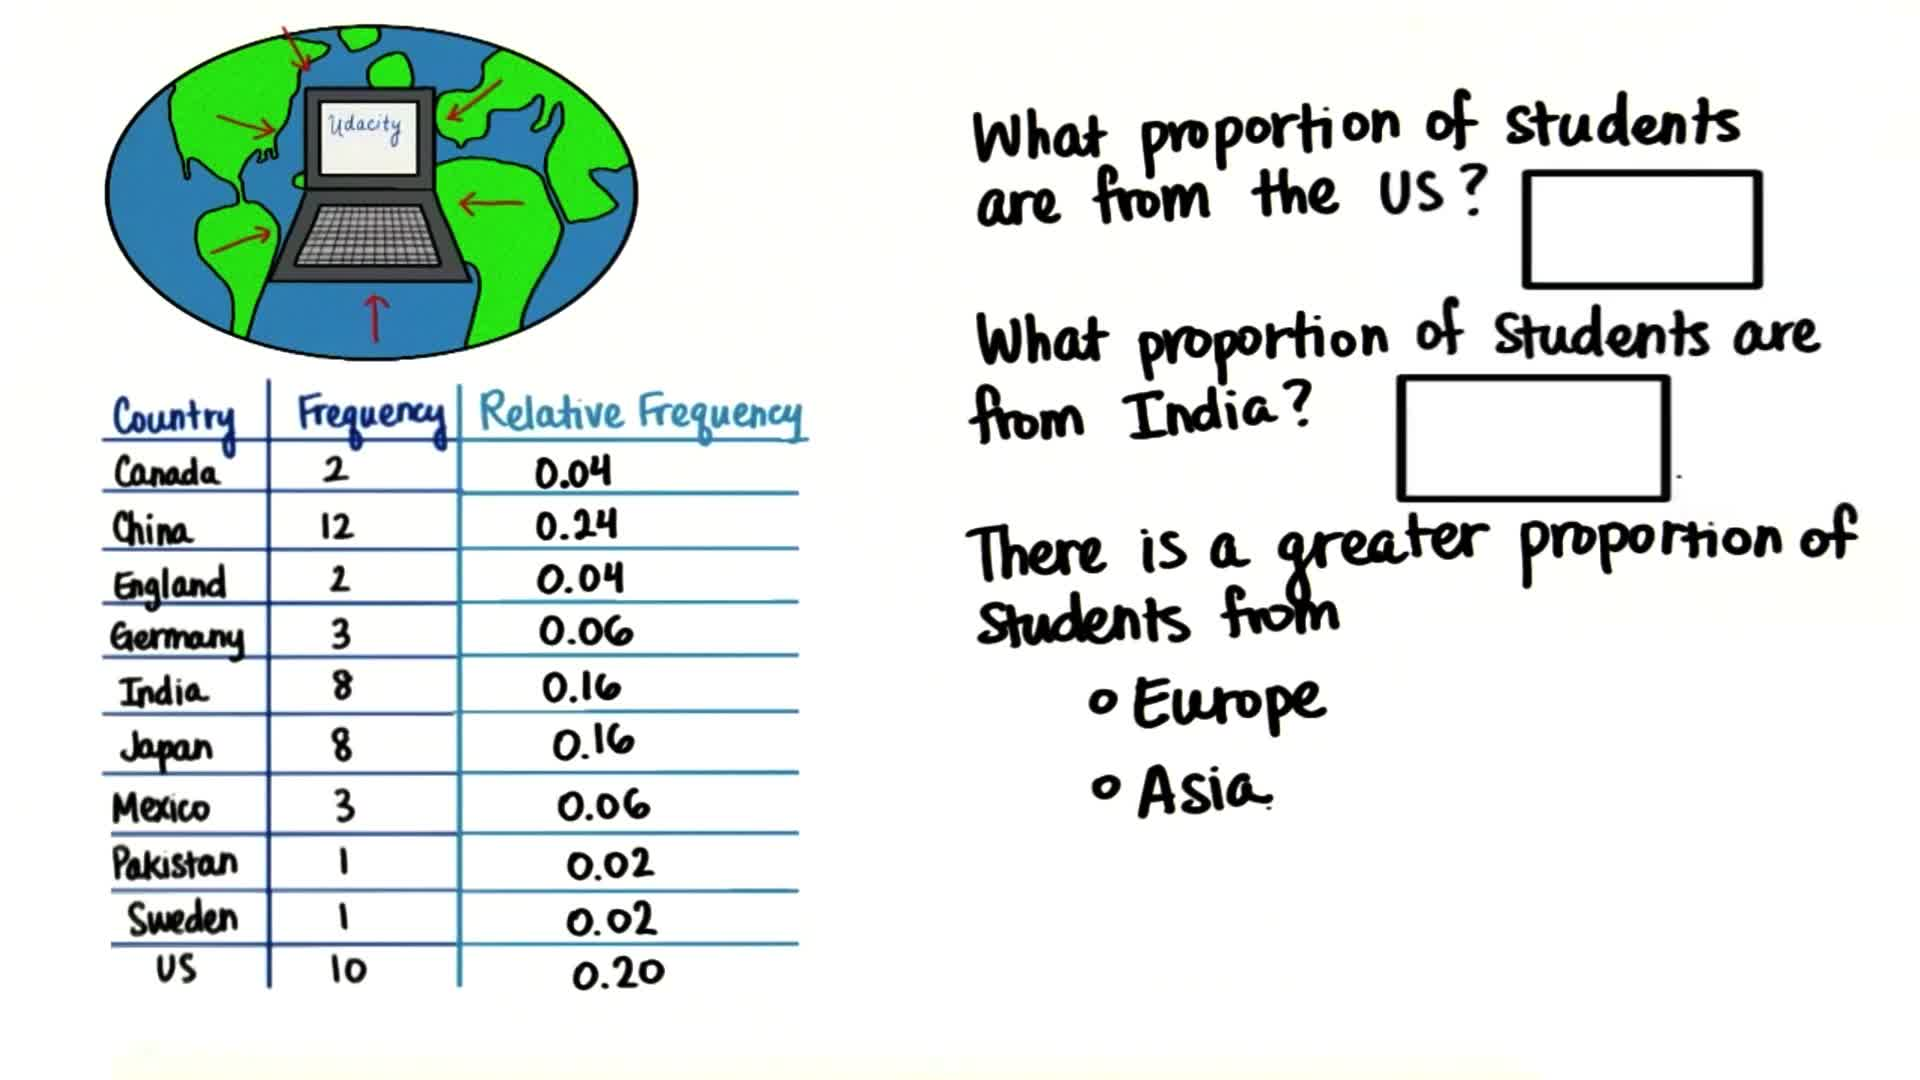 Udacity
Country Frequency Relative Frequency
Canada 2 0.04
China 12 0.24
England 2 0.04
Germany 3 0.06
India 8 0.16
Japan 8 0.16
Mexico 3 0.06
Pakistan 1 0.02
Sweden 1 0.02
US 10 0.20
What proportion of students
are from the US?
What proportion of students are
from India?
There is a greater proportion of
students from
Europe
Asia